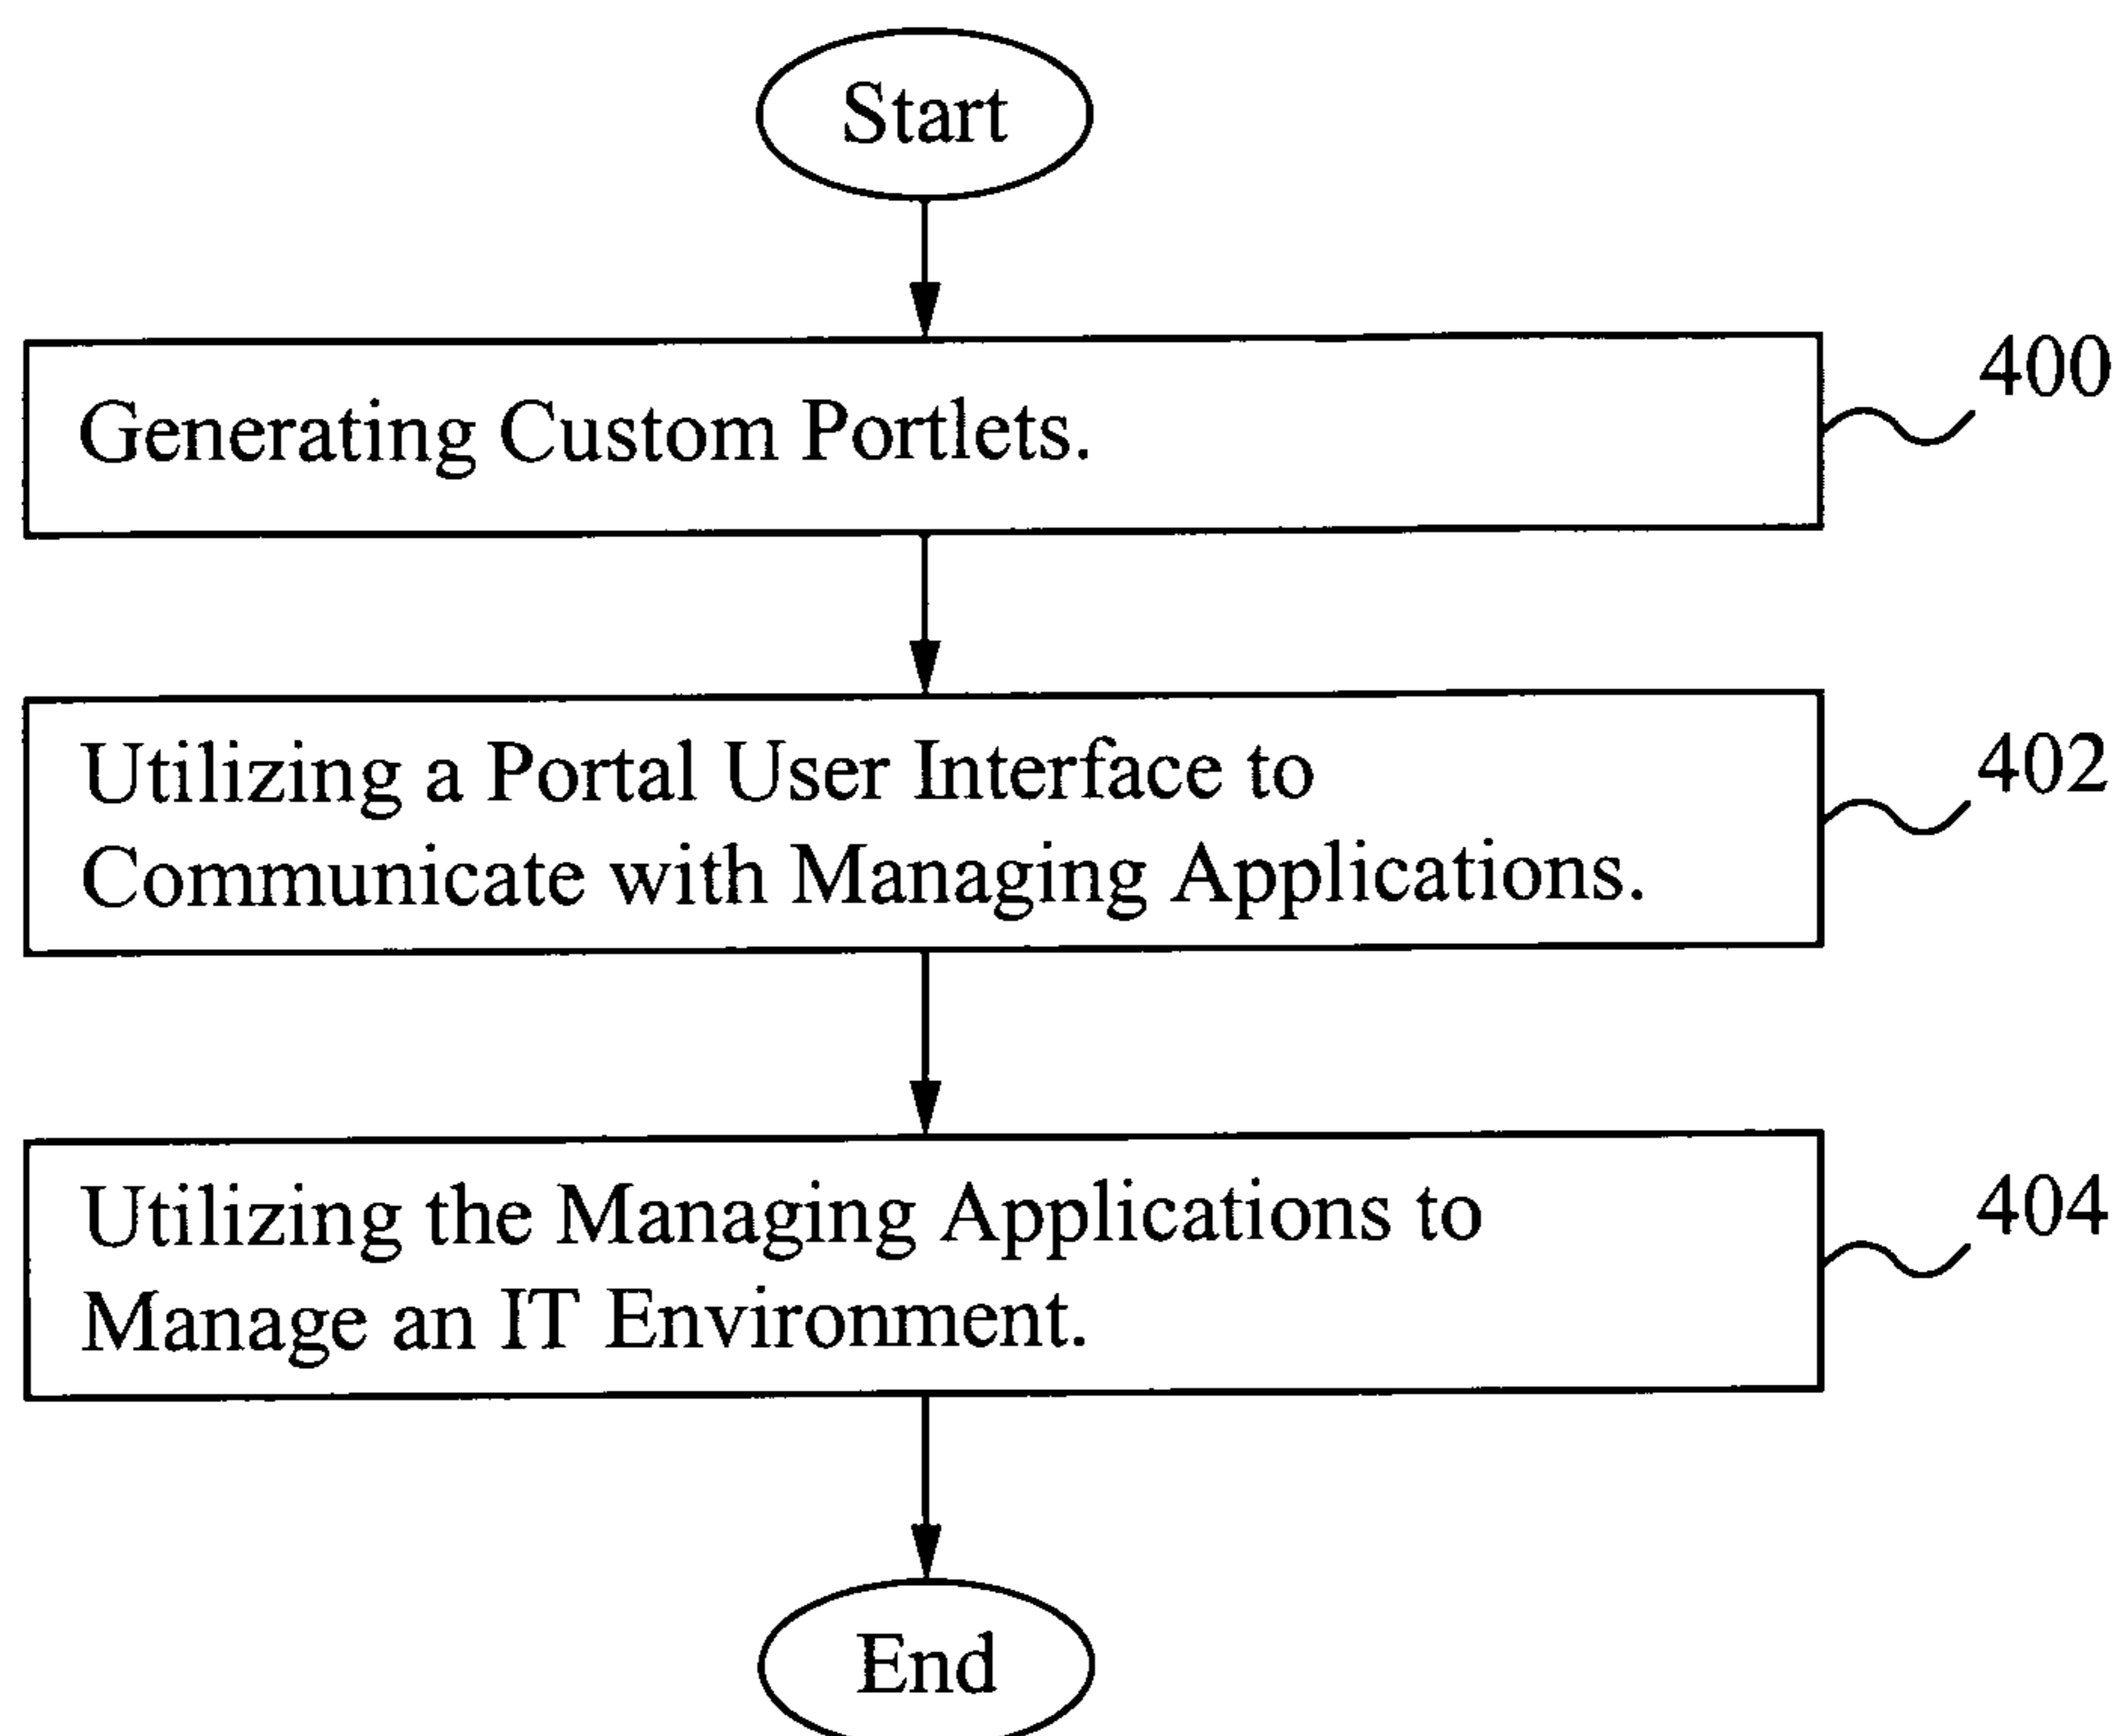 Start
Generating Custom Portlets.
400
Utilizing a Portal User Interface to
Communicate with Managing Applications.
402
Utilizing the Managing Applications to
Manage an IT Environment.
404
End